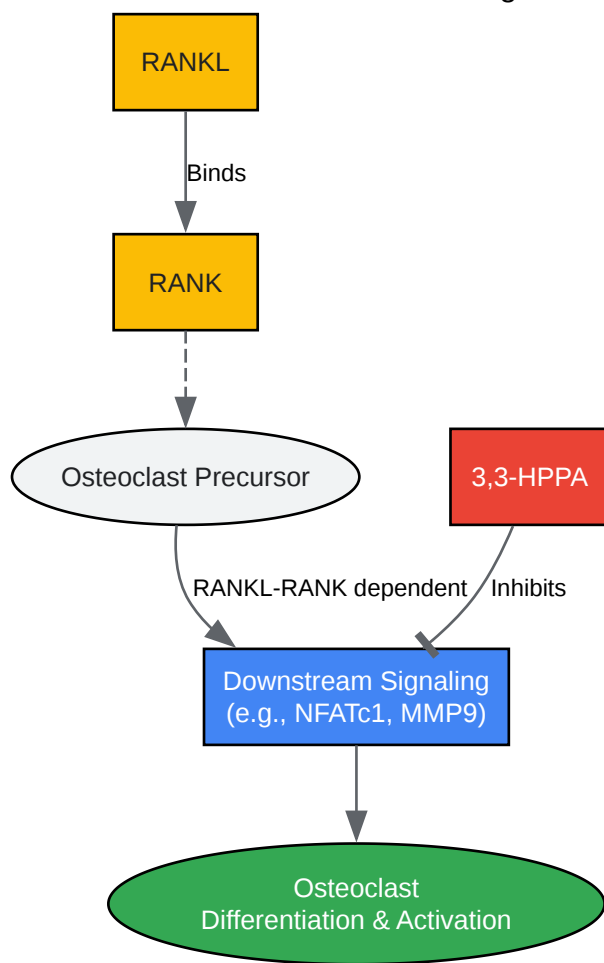 RANKL
Binds
RANK
Osteoclast Precursor
3,3-HPPA
RANKL-RANK dependent
Inhibits
Downstream Signaling
(e.g., NFATc1, MMP9)
Osteoclast
Differentiation & Activation